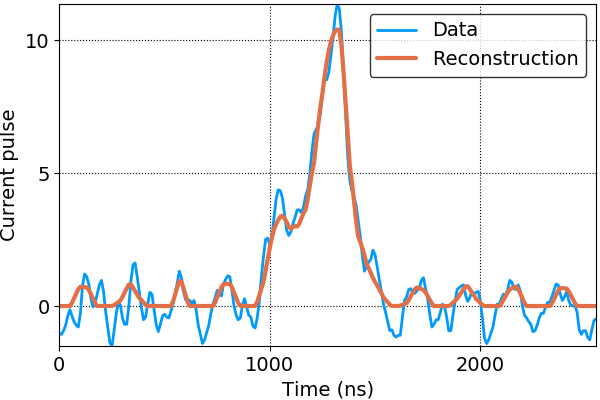 Data
Reconstruction
10
5
0
Current pulse
0 1000 2000
Time (ns)